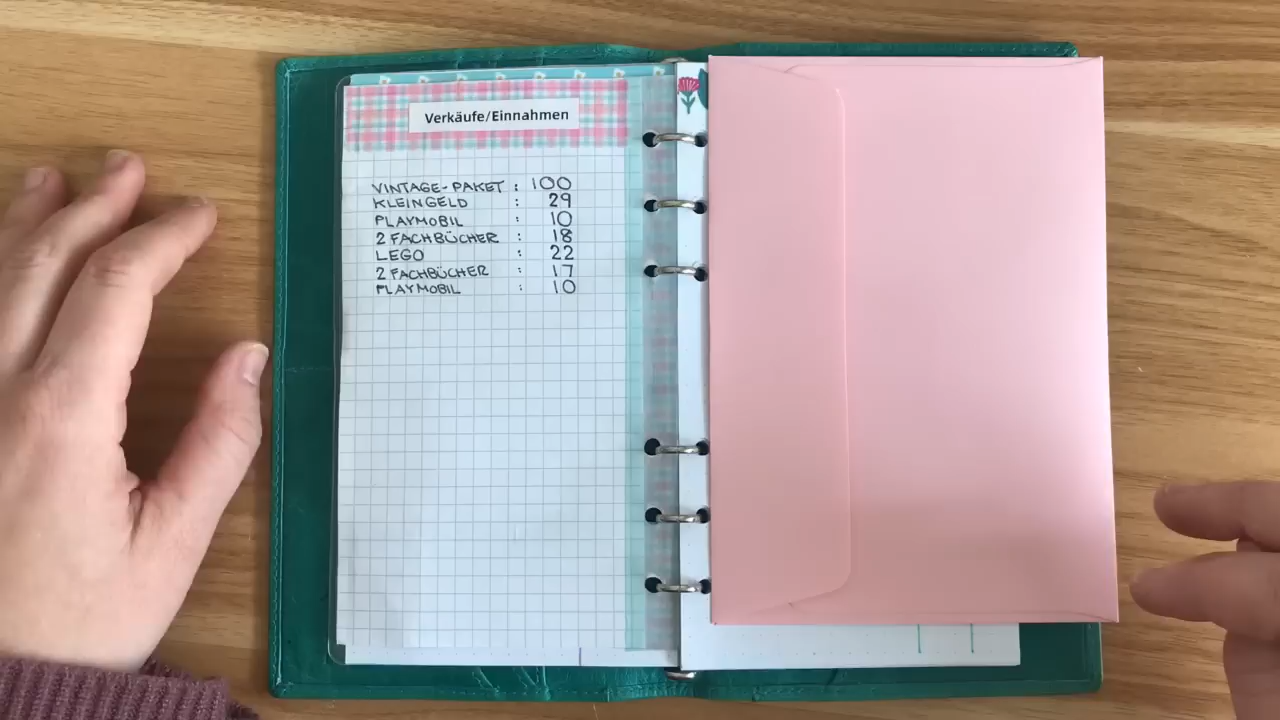 Verkäufe/Einnahmen
VINTAGE-PAKET : 100
KLEINGELD : 29
PLAYMOBIL : 10
2 FACHBÜCHER : 18
LEGO : 22
2 FACHBÜCHER : 17
PLAYMOBIL : 10